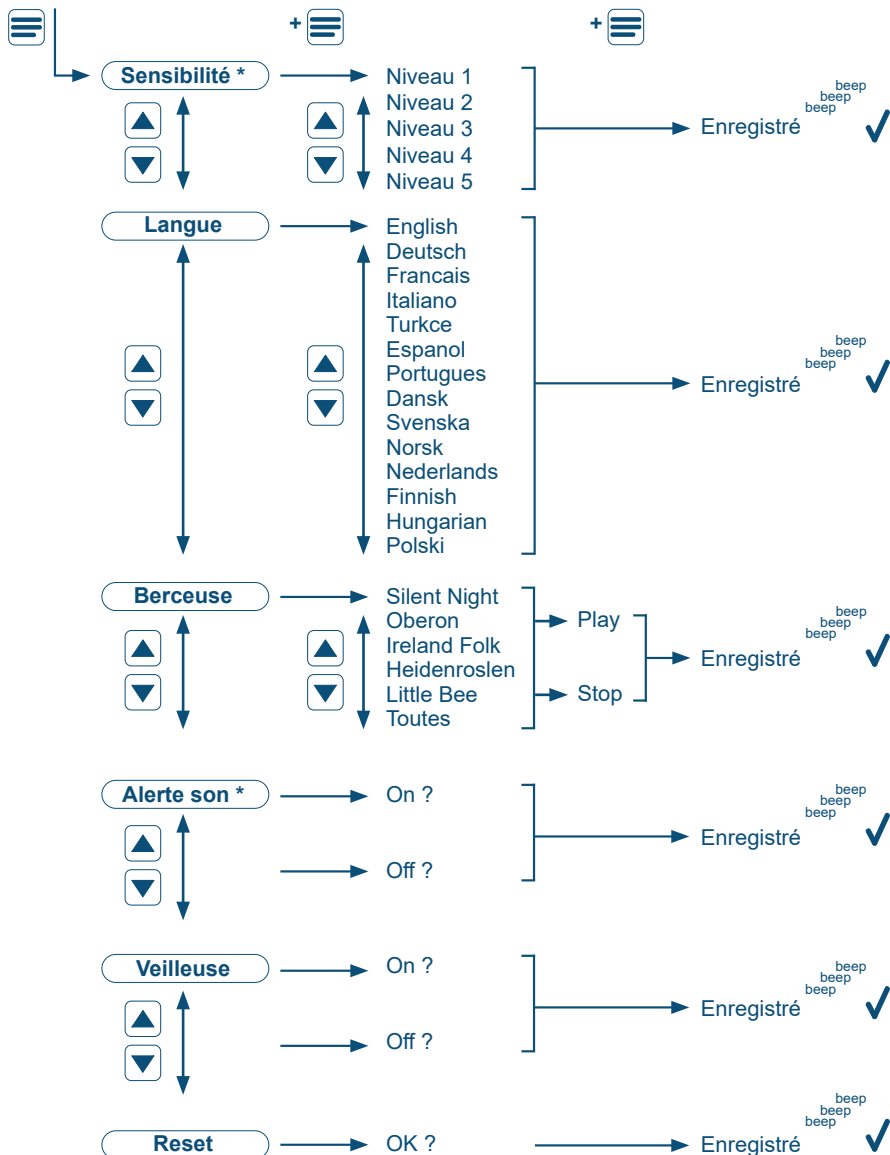 + +
Sensibilité *
Niveau 1
Niveau 2
Niveau 3
Niveau 4
Niveau 5
Enregistré
beep
beep
beep
Langue
English
Deutsch
Francais
Italiano
Turkce
Espanol
Portugues
Dansk
Svenska
Norsk
Nederlands
Finnish
Hungarian
Polski
Enregistré
beep
beep
beep
Berceuse
Silent Night
Oberon
Ireland Folk
Heidenroslen
Little Bee
Toutes
Play
Stop
Enregistré
beep
beep
beep
Alerte son *
On ?
Off ?
Enregistré
beep
beep
beep
Veilleuse
On ?
Off ?
Enregistré
beep
beep
beep
Reset
OK ?
Enregistré
beep
beep
beep